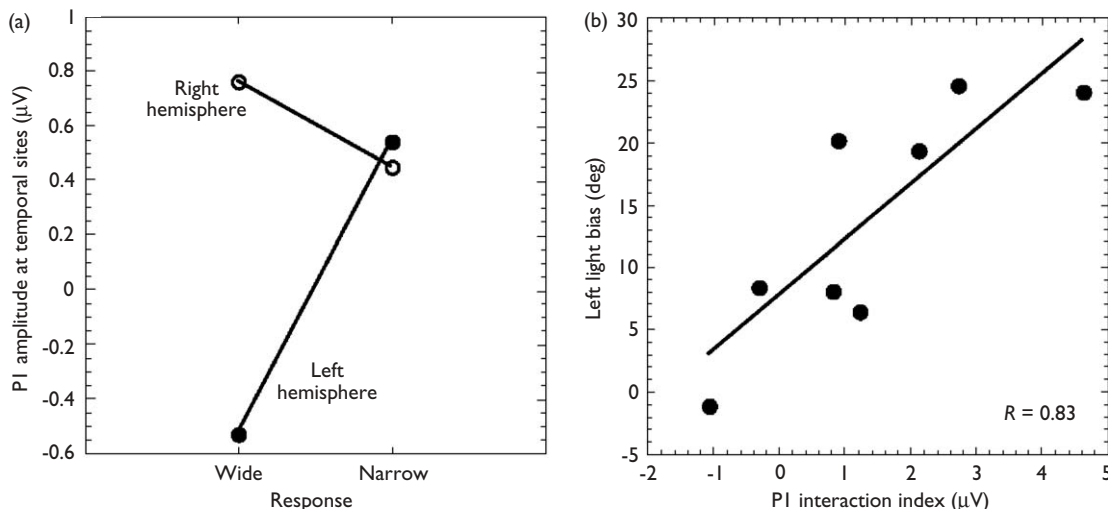 (a)
P1 amplitude at temporal sites (μV)
1
0.8
0.6
0.4
0.2
0
-0.2
-0.4
-0.6
Right
hemisphere
Left
hemisphere
Wide
Narrow
Response
(b)
Left light bias (deg)
30
25
20
15
10
5
0
-5
R = 0.83
-2
-1
0
1
2
3
4
5
P1 interaction index (μV)